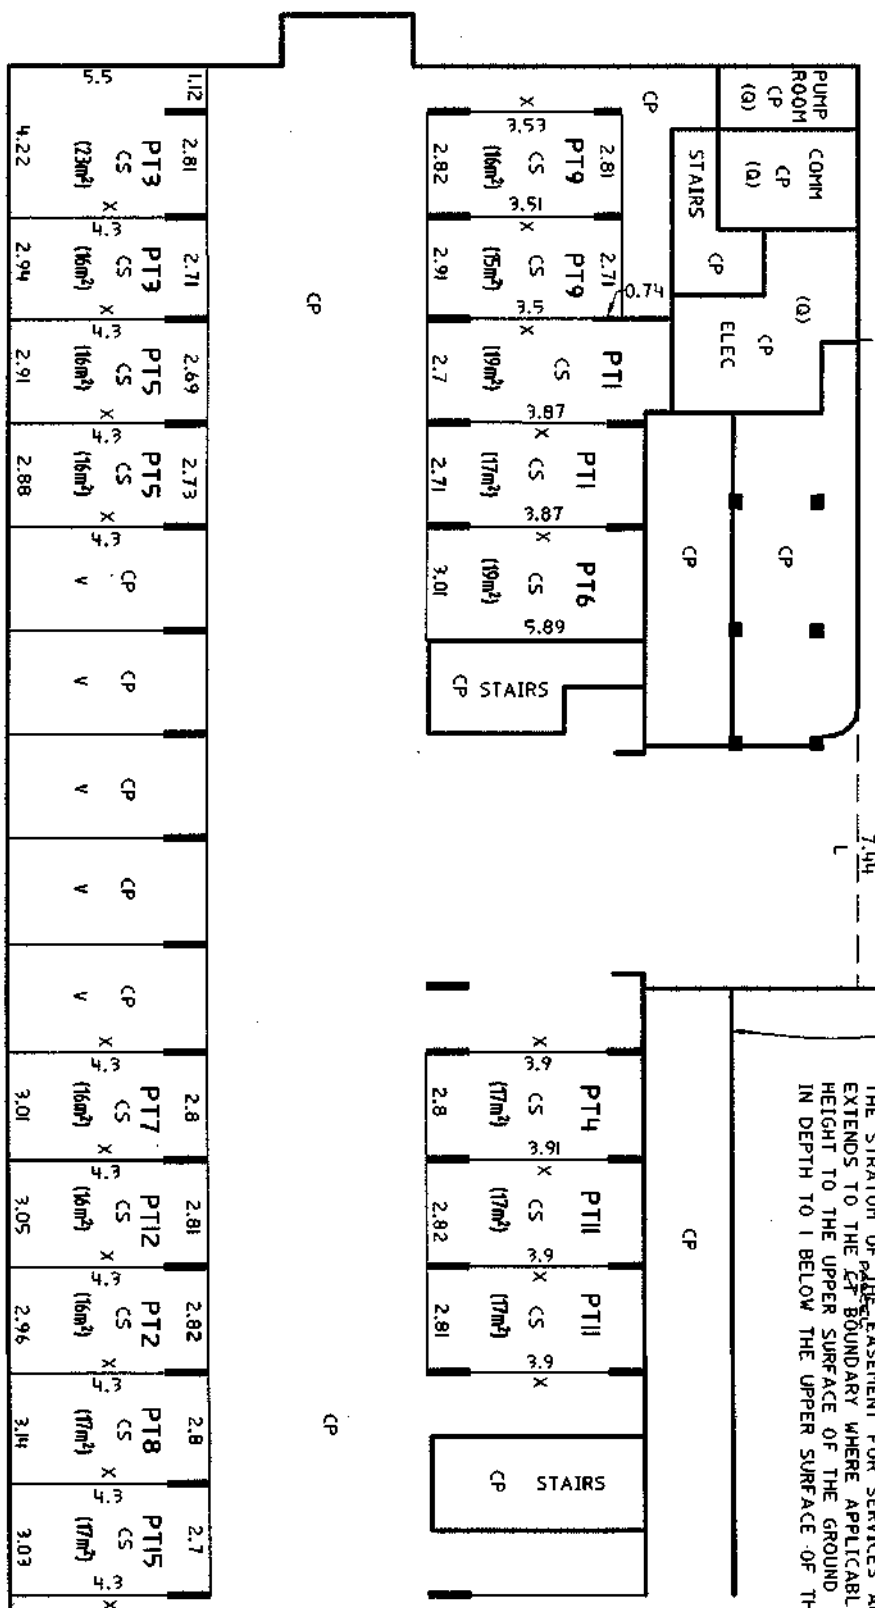 PUMP
ROOM
CP
(Q)
COMM
CP
(Q)
STAIRS
CP
(Q)
CP
ELEC
CP
CP
CP
7.44
L
X
3.53
2.81
PT9
CS
(16m²)
2.82
3.51
X
2.71
PT9
CS
(15m²)
2.91
0.74
3.5
X
PT1
CS
(19m²)
2.7
3.87
X
PT1
CS
(17m²)
2.71
3.87
X
PT6
CS
(19m²)
3.01
5.89
CP STAIRS
X
3.9
PT4
CS
(17m²)
2.8
3.91
X
PT11
CS
(17m²)
2.82
3.9
X
PT11
CS
(17m²)
2.81
3.9
X
CP
CP STAIRS
CP
CP
5.5
1.12
2.81
PT3
CS
(23m²)
4.22
X
4.3
2.71
PT3
CS
(16m²)
2.94
X
4.3
2.69
PT5
CS
(16m²)
2.91
X
4.3
2.73
PT5
CS
(16m²)
2.88
X
4.3
CP
V
CP
V
CP
V
CP
V
CP
V
X
4.3
2.8
PT7
CS
(16m²)
3.01
X
4.3
2.81
PT12
CS
(16m²)
3.05
X
4.3
2.82
PT2
CS
(16m²)
2.96
X
4.3
2.8
PT8
CS
(17m²)
3.14
X
4.3
2.7
PT15
CS
(17m²)
3.03
4.3
X
THE STRATUM OF THE EASEMENT FOR SERVICES
EXTENDS TO THE PARCEL BOUNDARY WHERE
HEIGHT TO THE UPPER SURFACE OF THE GROUND
IN DEPTH TO 1 BELOW THE UPPER SURFACE OF